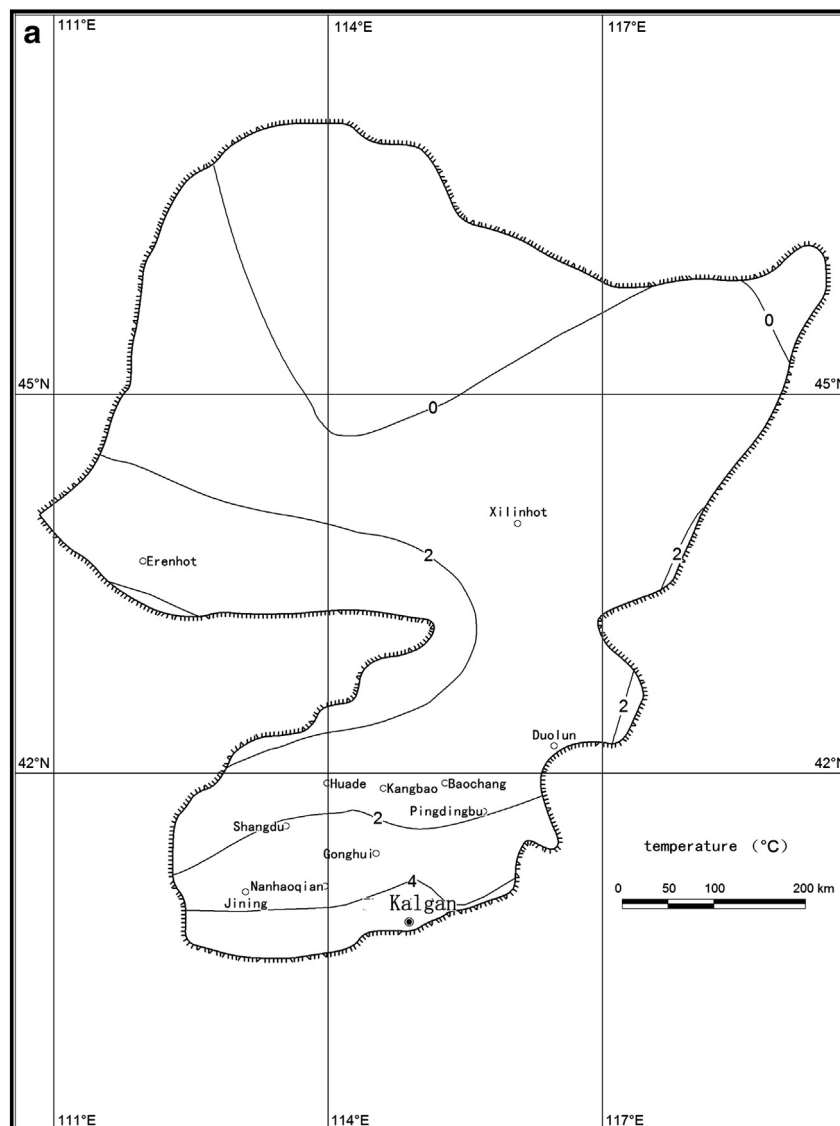 a
111°E 114°E 117°E
0
45°N 45°N
0
Xilinhot
2
2
Erenhot
2
Duolun
42°N 42°N
Huade Kangbao Baochang
Pingdingbu
2
Shangdu
temperature (°C)
Gonghui
4
Nanhaoqian
0 50 100 200 km
Jining
Kalgan
111°E 114°E 117°E